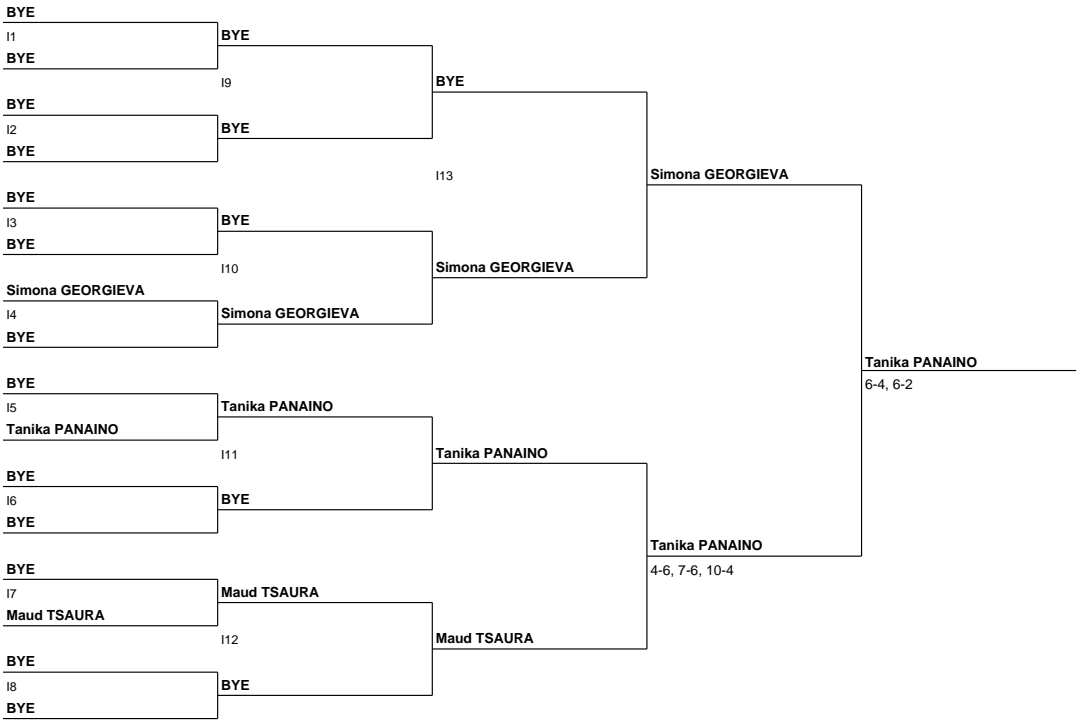 BYE
I1
BYE
BYE
I2
BYE
BYE
I3
BYE
Simona GEORGIEVA
I4
BYE
BYE
I5
Tanika PANAINO
BYE
I6
BYE
BYE
I7
Maud TSAURA
BYE
I8
BYE
BYE
I9
BYE
BYE
I10
Simona GEORGIEVA
Tanika PANAINO
I11
BYE
Maud TSAURA
I12
BYE
BYE
I13
Simona GEORGIEVA
Tanika PANAINO
Maud TSAURA
Simona GEORGIEVA
Tanika PANAINO
4-6, 7-6, 10-4
Tanika PANAINO
6-4, 6-2